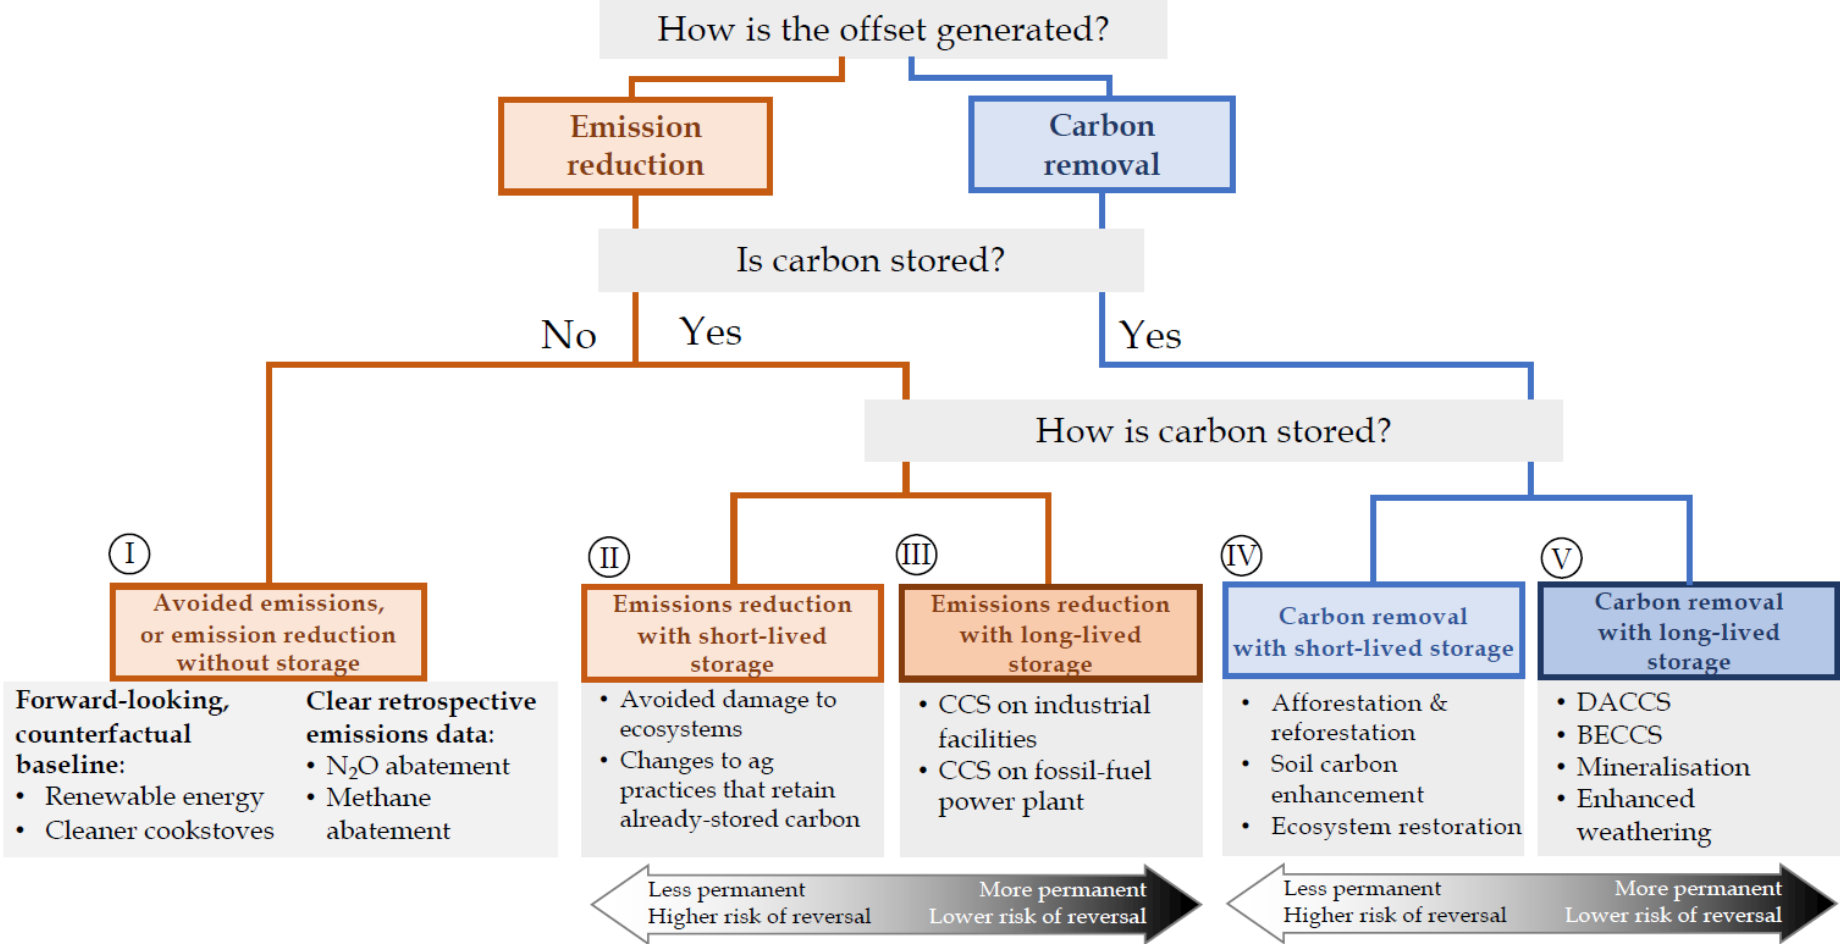 How is the offset generated?
Emission
reduction
Carbon
removal
Is carbon stored?
No
Yes
Yes
How is carbon stored?
I
Avoided emissions,
or emission reduction
without storage
Forward-looking,
counterfactual
baseline:
• Renewable energy
• Cleaner cookstoves
Clear retrospective
emissions data:
• N₂O abatement
• Methane
abatement
II
Emissions reduction
with short-lived
storage
• Avoided damage to
ecosystems
• Changes to ag
practices that retain
already-stored carbon
III
Emissions reduction
with long-lived
storage
• CCS on industrial
facilities
• CCS on fossil-fuel
power plant
IV
Carbon removal
with short-lived storage
• Afforestation &
reforestation
• Soil carbon
enhancement
• Ecosystem restoration
V
Carbon removal
with long-lived
storage
• DACCS
• BECCS
• Mineralisation
• Enhanced
weathering
Less permanent
Higher risk of reversal
More permanent
Lower risk of reversal
Less permanent
Higher risk of reversal
More permanent
Lower risk of reversal